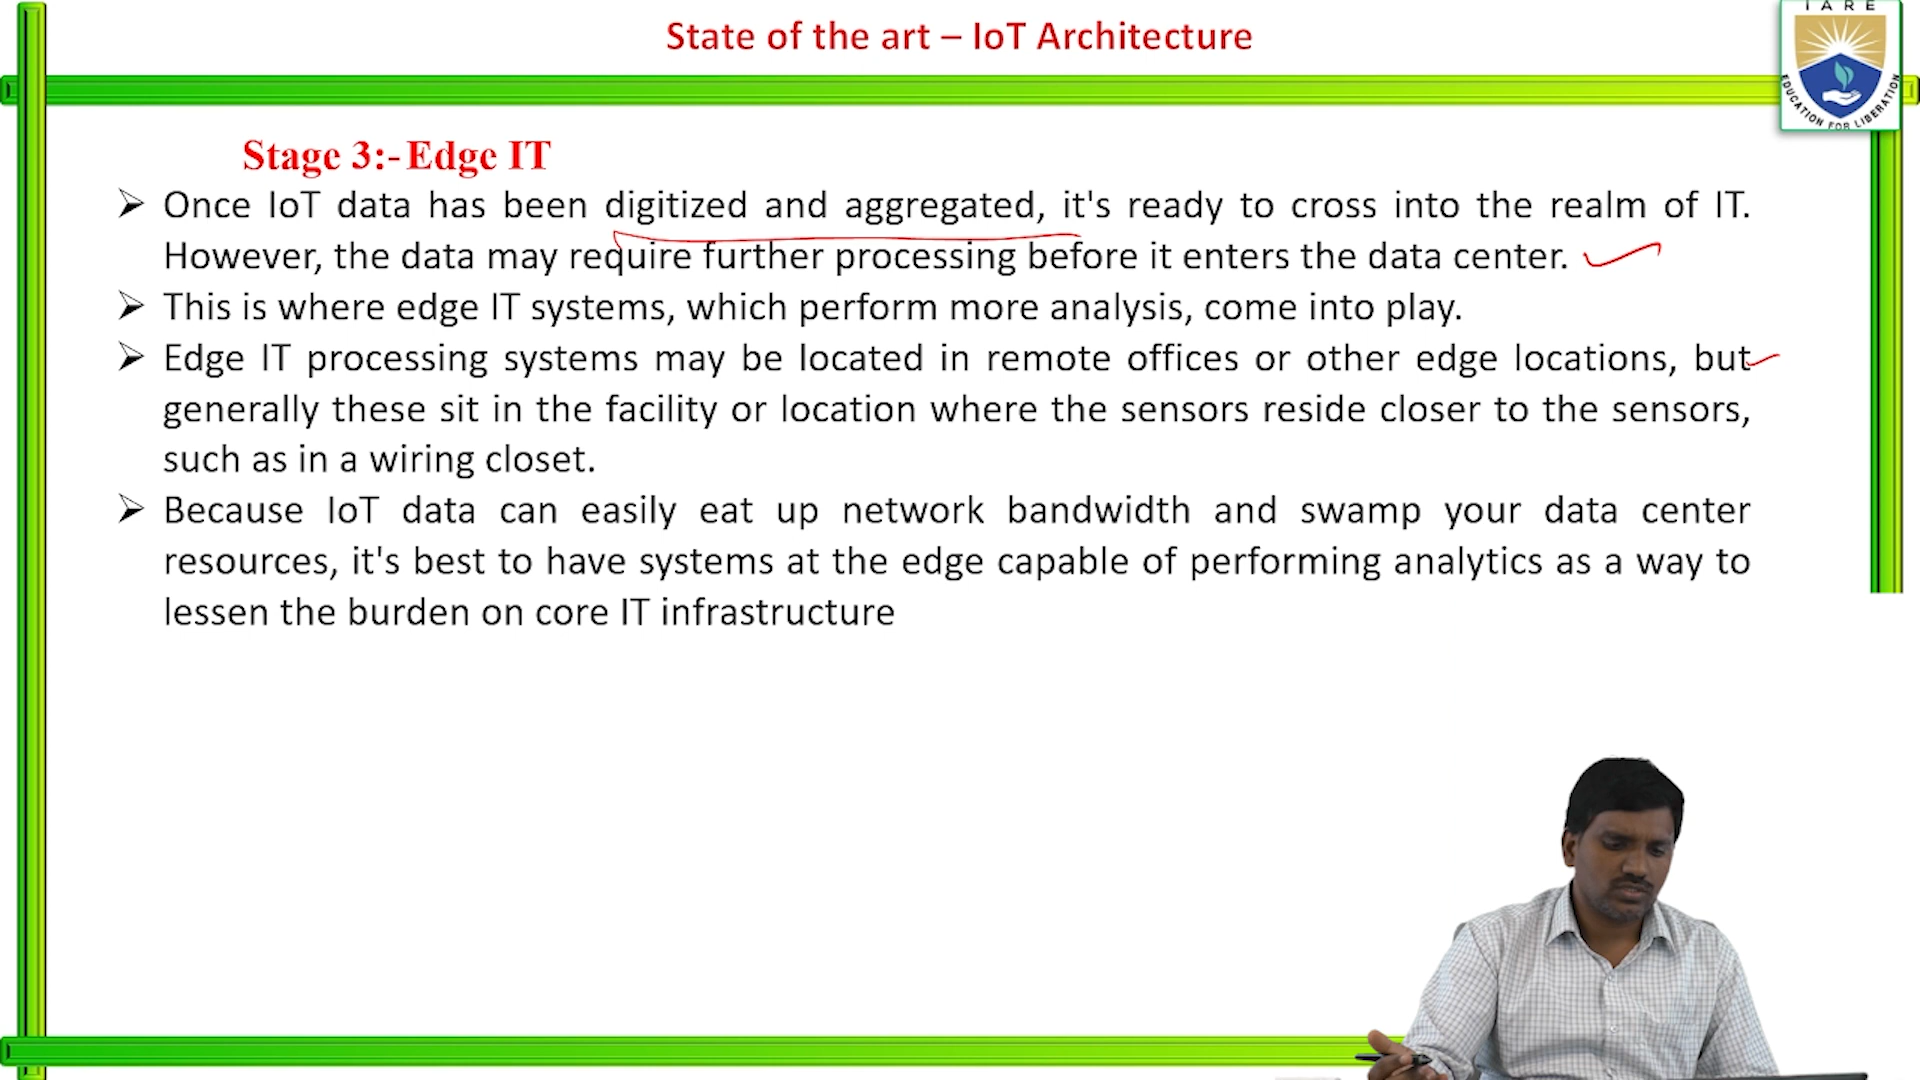 State of the art – IoT Architecture
IARE
EDUCATION FOR LIBERATION
Stage 3:-Edge IT
➢ Once IoT data has been digitized and aggregated, it's ready to cross into the realm of IT.
However, the data may require further processing before it enters the data center.
➢ This is where edge IT systems, which perform more analysis, come into play.
➢ Edge IT processing systems may be located in remote offices or other edge locations, but
generally these sit in the facility or location where the sensors reside closer to the sensors,
such as in a wiring closet.
➢ Because IoT data can easily eat up network bandwidth and swamp your data center
resources, it's best to have systems at the edge capable of performing analytics as a way to
lessen the burden on core IT infrastructure